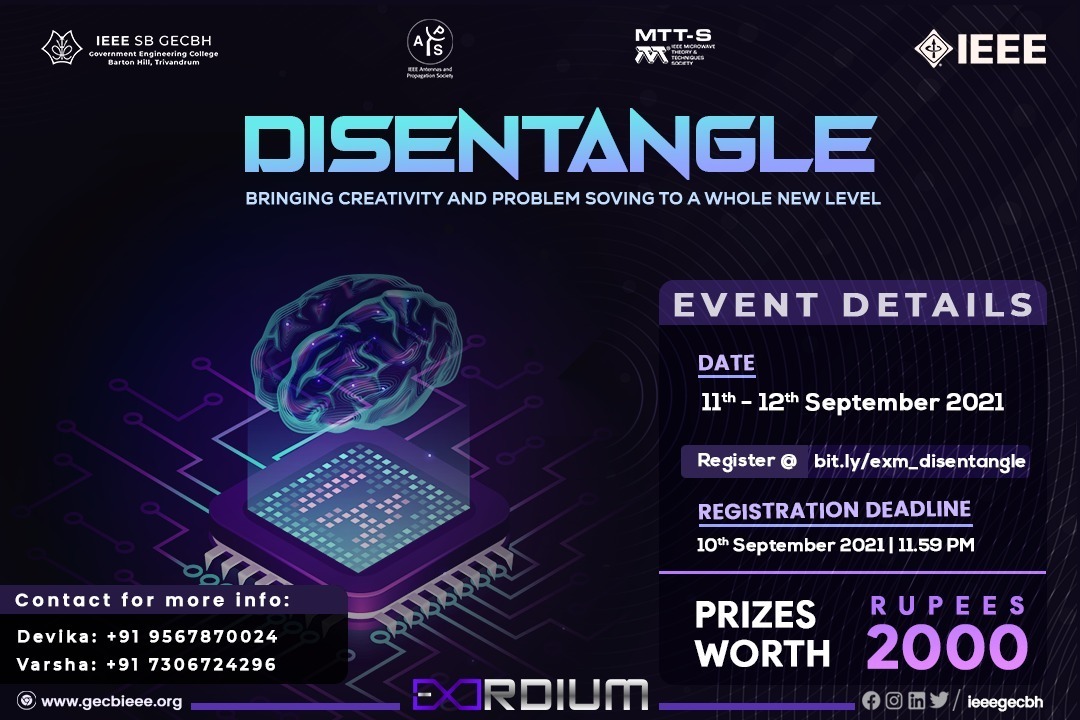 IEEE SB GECBH
Government Engineering College
Barton Hill, Trivandrum
APS
IEEE Antennas and
Propagation Society
MTT-S
IEEE MICROWAVE
THEORY &
TECHNIQUES
SOCIETY
IEEE
DISENTANGLE
BRINGING CREATIVITY AND PROBLEM SOVING TO A WHOLE NEW LEVEL
EVENT DETAILS
DATE
11th - 12th September 2021
Register @ bit.ly/exm_disentangle
REGISTRATION DEADLINE
10th September 2021 | 11.59 PM
PRIZES
WORTH
RUPEES
2000
Contact for more info:
Devika: +91 9567870024
Varsha: +91 7306724296
www.gecbieee.org
EXORDIUM
/ ieeegecbh